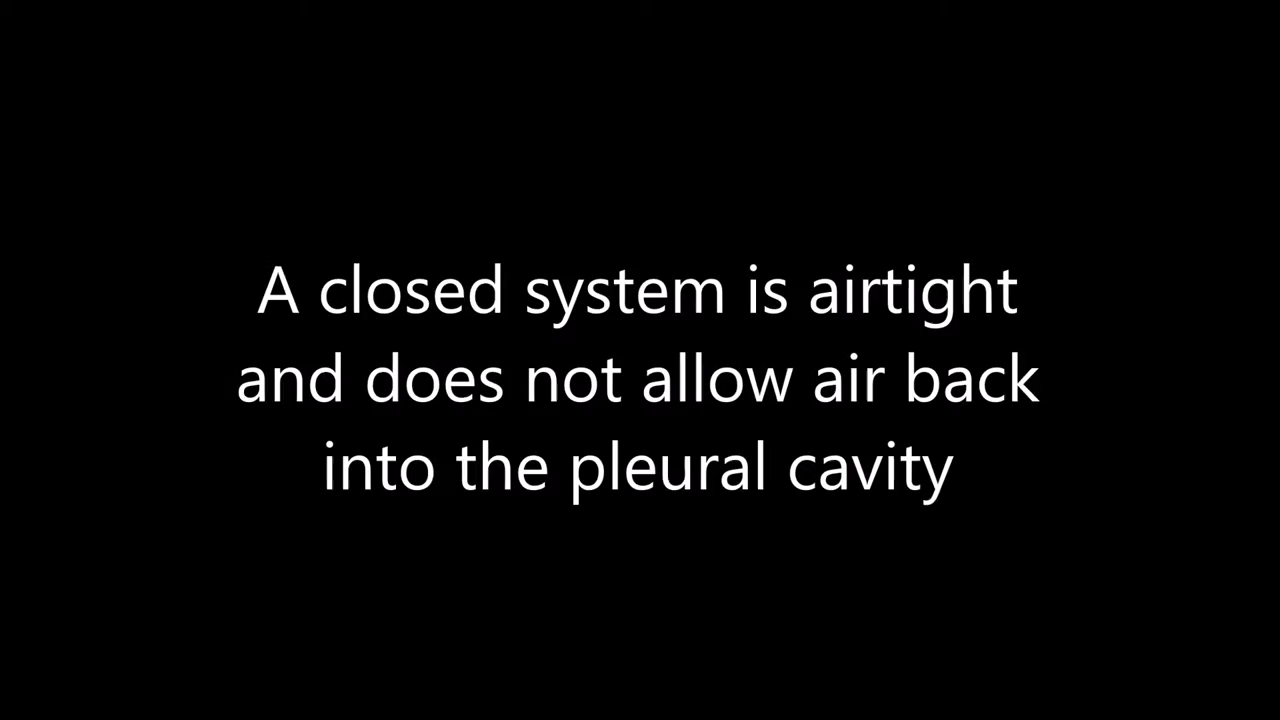 A closed system is airtight
and does not allow air back
into the pleural cavity